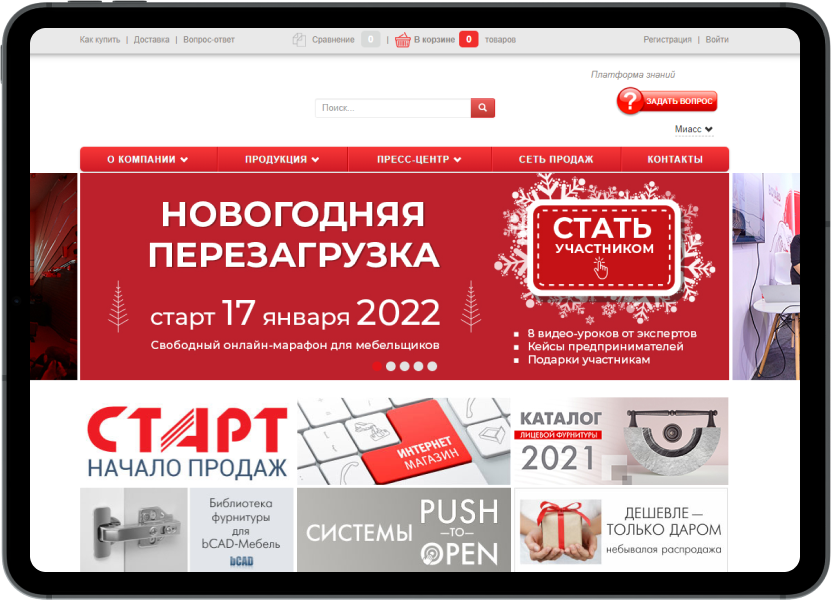 Как купить | Доставка | Вопрос-ответ
Сравнение 0 | В корзине 0 товаров
Регистрация | Войти
Платформа знаний
Поиск...
? ЗАДАТЬ ВОПРОС
Миасс
О КОМПАНИИ
ПРОДУКЦИЯ
ПРЕСС-ЦЕНТР
СЕТЬ ПРОДАЖ
КОНТАКТЫ
НОВОГОДНЯЯ
ПЕРЕЗАГРУЗКА
старт 17 января 2022
Свободный онлайн-марафон для мебельщиков
СТАТЬ
УЧАСТНИКОМ
8 видео-уроков от экспертов
Кейсы предпринимателей
Подарки участникам
СТАРТ
НАЧАЛО ПРОДАЖ
ИНТЕРНЕТ
МАГАЗИН
КАТАЛОГ
ЛИЦЕВОЙ ФУРНИТУРЫ
2021
Библиотека
фурнитуры
для
bCAD-Мебель
bCAD
СИСТЕМЫ
PUSH
—TO—
OPEN
ДЕШЕВЛЕ—
ТОЛЬКО ДАРОМ
небывалая распродажа